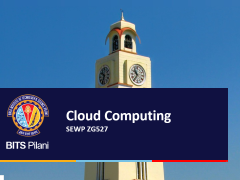 Cloud Computing
SEWP ZG527
BITS Pilani